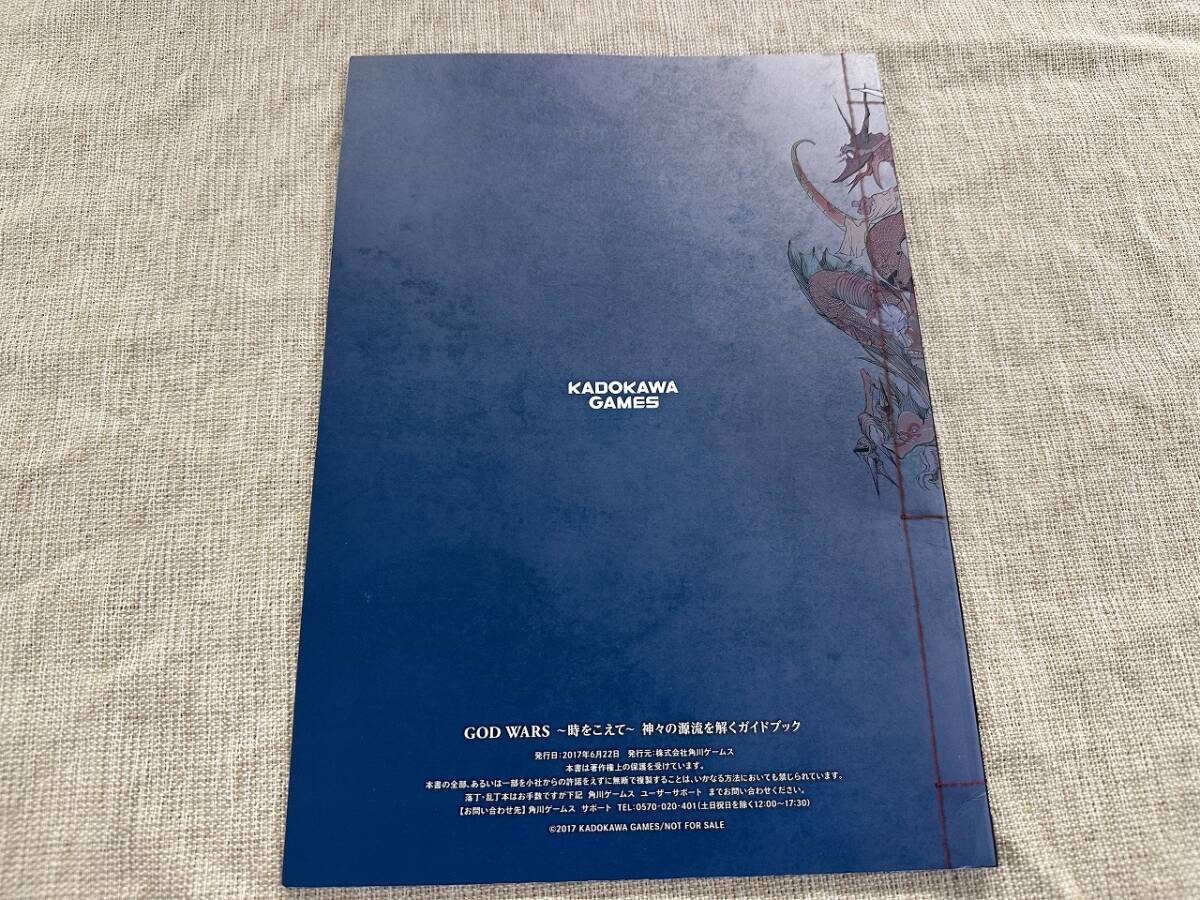 KADOKAWA
GAMES
GOD WARS ～時をこえて～ 神々の源流を解くガイドブック
発行日：2017年6月22日　発行元：株式会社角川ゲームス
本書は著作権上の保護を受けています。
本書の全部、あるいは一部を小社からの許諾をえずに無断で複製することは、いかなる方法においても禁じられています。
落丁・乱丁本はお手数ですが下記 角川ゲームス ユーザーサポート までお問い合わせください。
【お問い合わせ先】角川ゲームス サポート TEL：0570-020-401（土日祝日を除く12:00～17:30）
©2017 KADOKAWA GAMES/NOT FOR SALE